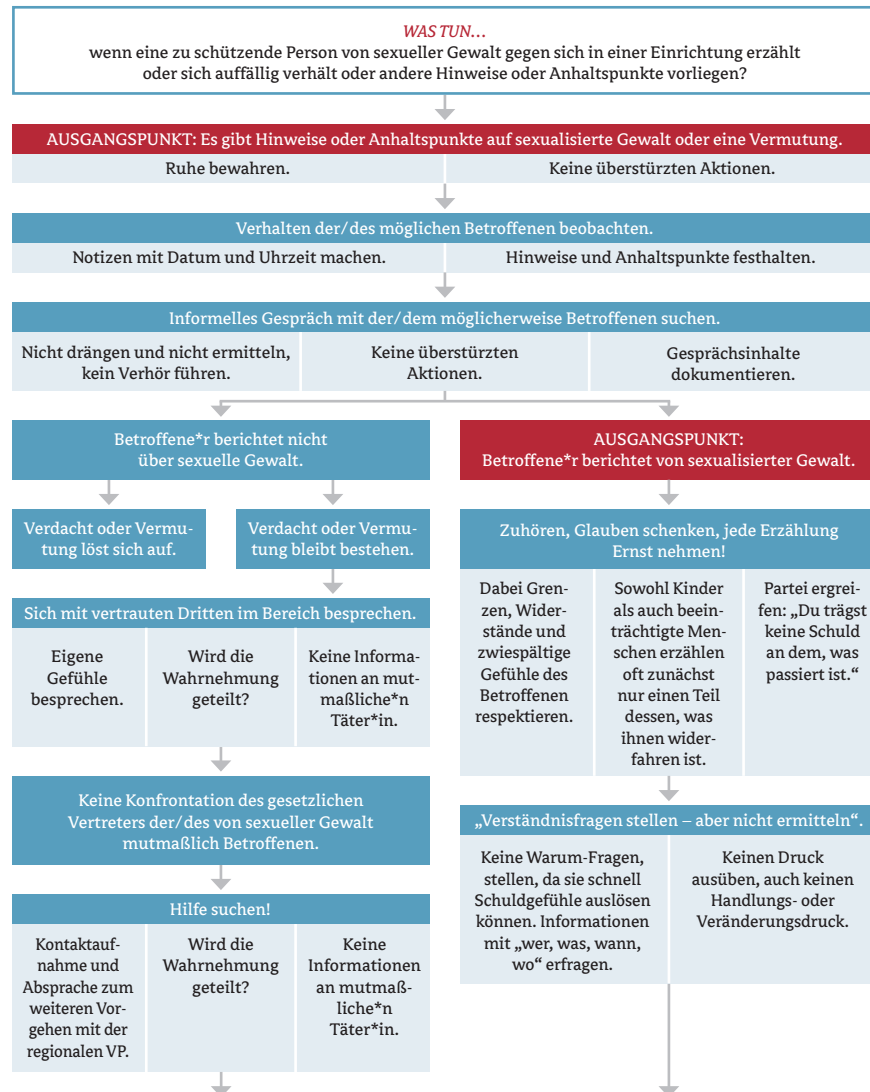 WAS TUN…
wenn eine zu schützende Person von sexueller Gewalt gegen sich in einer Einrichtung erzählt
oder sich auffällig verhält oder andere Hinweise oder Anhaltspunkte vorliegen?
AUSGANGSPUNKT: Es gibt Hinweise oder Anhaltspunkte auf sexualisierte Gewalt oder eine Vermutung.
Ruhe bewahren.
Keine überstürzten Aktionen.
Verhalten der/des möglichen Betroffenen beobachten.
Notizen mit Datum und Uhrzeit machen.
Hinweise und Anhaltspunkte festhalten.
Informelles Gespräch mit der/dem möglicherweise Betroffenen suchen.
Nicht drängen und nicht ermitteln,
kein Verhör führen.
Keine überstürzten
Aktionen.
Gesprächsinhalte
dokumentieren.
Betroffene*r berichtet nicht
über sexuelle Gewalt.
Verdacht oder Vermu-
tung löst sich auf.
Verdacht oder Vermu-
tung bleibt bestehen.
Sich mit vertrauten Dritten im Bereich besprechen.
Eigene
Gefühle
besprechen.
Wird die
Wahrnehmung
geteilt?
Keine Informa-
tionen an mut-
maßliche*n
Täter*in.
Keine Konfrontation des gesetzlichen
Vertreters der/des von sexueller Gewalt
mutmaßlich Betroffenen.
Hilfe suchen!
Kontaktauf-
nahme und
Absprache zum
weiteren Vor-
gehen mit der
regionalen VP.
Wird die
Wahrnehmung
geteilt?
Keine
Informationen
an mutmaß-
liche*n
Täter*in.
AUSGANGSPUNKT:
Betroffene*r berichtet von sexualisierter Gewalt.
Zuhören, Glauben schenken, jede Erzählung
Ernst nehmen!
Dabei Gren-
zen, Wider-
stände und
zwiespältige
Gefühle des
Betroffenen
respektieren.
Sowohl Kinder
als auch beein-
trächtigte Men-
schen erzählen
oft zunächst
nur einen Teil
dessen, was
ihnen wider-
fahren ist.
Partei ergrei-
fen: „Du trägst
keine Schuld
an dem, was
passiert ist.“
„Verständnisfragen stellen – aber nicht ermitteln“.
Keine Warum-Fragen,
stellen, da sie schnell
Schuldgefühle auslösen
können. Informationen
mit „wer, was, wann,
wo“ erfragen.
Keinen Druck
ausüben, auch keinen
Handlungs- oder
Veränderungsdruck.